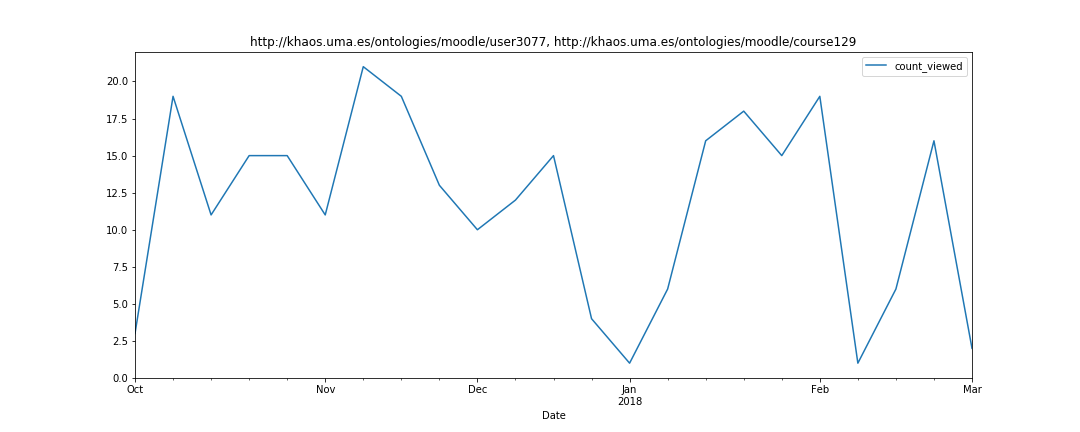 http://khaos.uma.es/ontologies/moodle/user3077, http://khaos.uma.es/ontologies/moodle/course129
count_viewed
20.0
17.5
15.0
12.5
10.0
7.5
5.0
2.5
0.0
Oct Nov Dec Jan Feb Mar
2018
Date